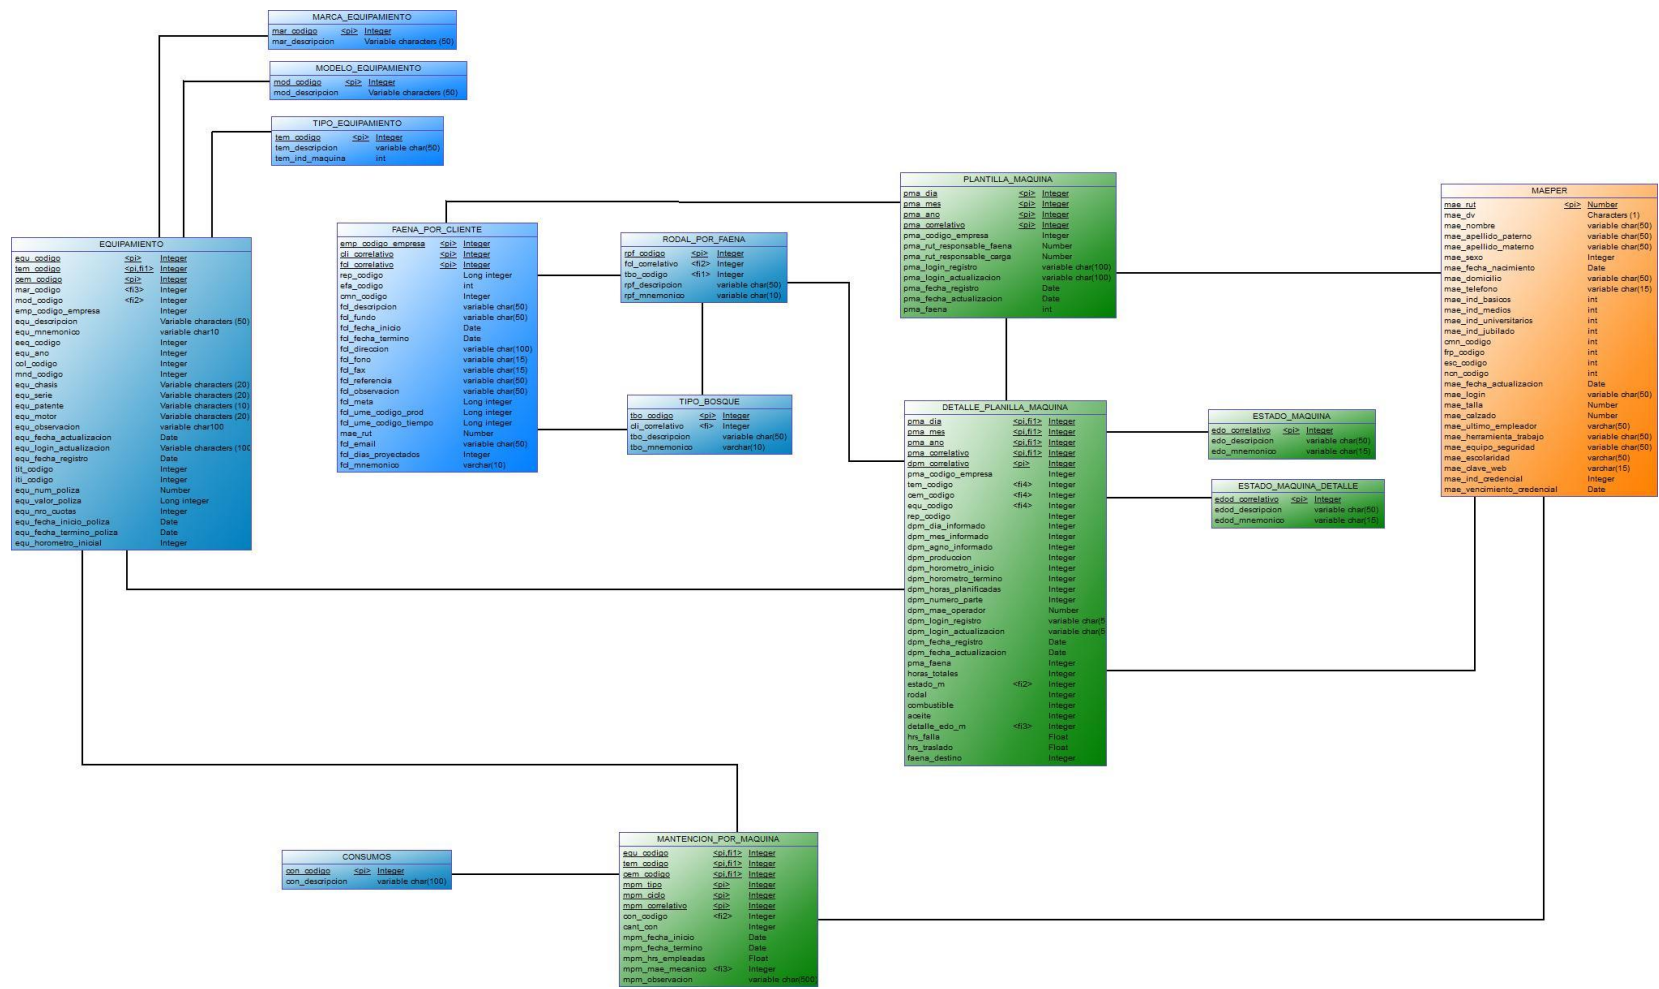 MARCA_EQUIPAMIENTO
mar_codigo <pi> Integer
mar_descripcion Variable characters (50)
MODELO_EQUIPAMIENTO
mod_codigo <pi> Integer
mod_descripcion Variable characters (50)
TIPO_EQUIPAMIENTO
tem_codigo <pi> Integer
tem_descripcion variable char(50)
tem_ind_maquina int
EQUIPAMIENTO
equ_codigo <pi> Integer
tem_codigo <pi,fi1> Integer
cem_codigo <pi> Integer
mar_codigo <fi3> Integer
mod_codigo <fi2> Integer
emp_codigo_empresa Integer
equ_descripcion Variable characters (50)
equ_mnemonico variable char10
eeq_codigo Integer
equ_ano Integer
col_codigo Integer
mnd_codigo Integer
equ_chasis Variable characters (20)
equ_serie Variable characters (20)
equ_patente Variable characters (10)
equ_motor Variable characters (20)
equ_observacion variable char100
equ_fecha_actualizacion Date
equ_login_actualizacion Variable characters (100
equ_fecha_registro Date
tit_codigo Integer
iti_codigo Integer
equ_num_poliza Number
equ_valor_poliza Long integer
equ_nro_cuotas Integer
equ_fecha_inicio_poliza Date
equ_fecha_termino_poliza Date
equ_horometro_inicial Integer
FAENA_POR_CLIENTE
emp_codigo_empresa <pi> Integer
cli_correlativo <pi> Integer
fcl_correlativo <pi> Integer
rep_codigo Long integer
efa_codigo int
cmn_codigo Integer
fcl_descripcion variable char(50)
fcl_fundo variable char(50)
fcl_fecha_inicio Date
fcl_fecha_termino Date
fcl_direccion variable char(100)
fcl_fono variable char(15)
fcl_fax variable char(15)
fcl_referencia variable char(50)
fcl_observacion variable char(50)
fcl_meta Long integer
fcl_ume_codigo_prod Long integer
fcl_ume_codigo_tiempo Long integer
mae_rut Number
fcl_email variable char(50)
fcl_dias_proyectados Integer
fcl_mnemonico varchar(10)
RODAL_POR_FAENA
rpf_codigo <pi> Integer
fcl_correlativo <fi2> Integer
tbo_codigo <fi1> Integer
rpf_descripcion variable char(50)
rpf_mnemonico variable char(10)
TIPO_BOSQUE
tbo_codigo <pi> Integer
cli_correlativo <fi> Integer
tbo_descripcion variable char(50)
tbo_mnemonico varchar(10)
PLANTILLA_MAQUINA
pma_dia <pi> Integer
pma_mes <pi> Integer
pma_ano <pi> Integer
pma_correlativo <pi> Integer
pma_codigo_empresa Integer
pma_rut_responsable_faena Number
pma_rut_responsable_carga Number
pma_login_registro variable char(100)
pma_login_actualizacion variable char(100)
pma_fecha_registro Date
pma_fecha_actualizacion Date
pma_faena int
DETALLE_PLANILLA_MAQUINA
pma_dia <pi,fi1> Integer
pma_mes <pi,fi1> Integer
pma_ano <pi,fi1> Integer
pma_correlativo <pi,fi1> Integer
dpm_correlativo <pi> Integer
pma_codigo_empresa Integer
tem_codigo <fi4> Integer
cem_codigo <fi4> Integer
equ_codigo <fi4> Integer
rep_codigo Integer
dpm_dia_informado Integer
dpm_mes_informado Integer
dpm_agno_informado Integer
dpm_produccion Integer
dpm_horometro_inicio Integer
dpm_horometro_termino Integer
dpm_horas_planificadas Integer
dpm_numero_parte Integer
dpm_mae_operador Number
dpm_login_registro variable char(5
dpm_login_actualizacion variable char(5
dpm_fecha_registro Date
dpm_fecha_actualizacion Date
pma_faena Integer
horas_totales Integer
estado_m <fi2> Integer
rodal Integer
combustible Integer
aceite Integer
detalle_edo_m <fi3> Integer
hrs_falla Float
hrs_traslado Float
faena_destino Integer
ESTADO_MAQUINA
edo_correlativo <pi> Integer
edo_descripcion variable char(50)
edo_mnemonico variable char(15)
ESTADO_MAQUINA_DETALLE
edod_correlativo <pi> Integer
edod_descripcion variable char(50)
edod_mnemonico variable char(15)
MAEPER
mae_rut <pi> Number
mae_dv Characters (1)
mae_nombre variable char(50)
mae_apellido_paterno variable char(50)
mae_apellido_materno variable char(50)
mae_sexo Integer
mae_fecha_nacimiento Date
mae_domicilio variable char(50)
mae_telefono variable char(15)
mae_ind_basicos int
mae_ind_medios int
mae_ind_universitarios int
mae_ind_jubilado int
cmn_codigo int
frp_codigo int
esc_codigo int
ncn_codigo int
mae_fecha_actualizacion Date
mae_login variable char(50)
mae_talla Number
mae_calzado Number
mae_ultimo_empleador varchar(50)
mae_herramienta_trabajo variable char(50)
mae_equipo_seguridad variable char(50)
mae_escolaridad varchar(50)
mae_clave_web varchar(15)
mae_ind_credencial Integer
mae_vencimiento_credencial Date
CONSUMOS
con_codigo <pi> Integer
con_descripcion variable char(100)
MANTENCION_POR_MAQUINA
equ_codigo <pi,fi1> Integer
tem_codigo <pi,fi1> Integer
cem_codigo <pi,fi1> Integer
mpm_tipo <pi> Integer
mpm_ciclo <pi> Integer
mpm_correlativo <pi> Integer
con_codigo <fi2> Integer
cant_con Integer
mpm_fecha_inicio Date
mpm_fecha_termino Date
mpm_hrs_empleadas Float
mpm_mae_mecanico <fi3> Integer
mpm_observacion variable char(500)